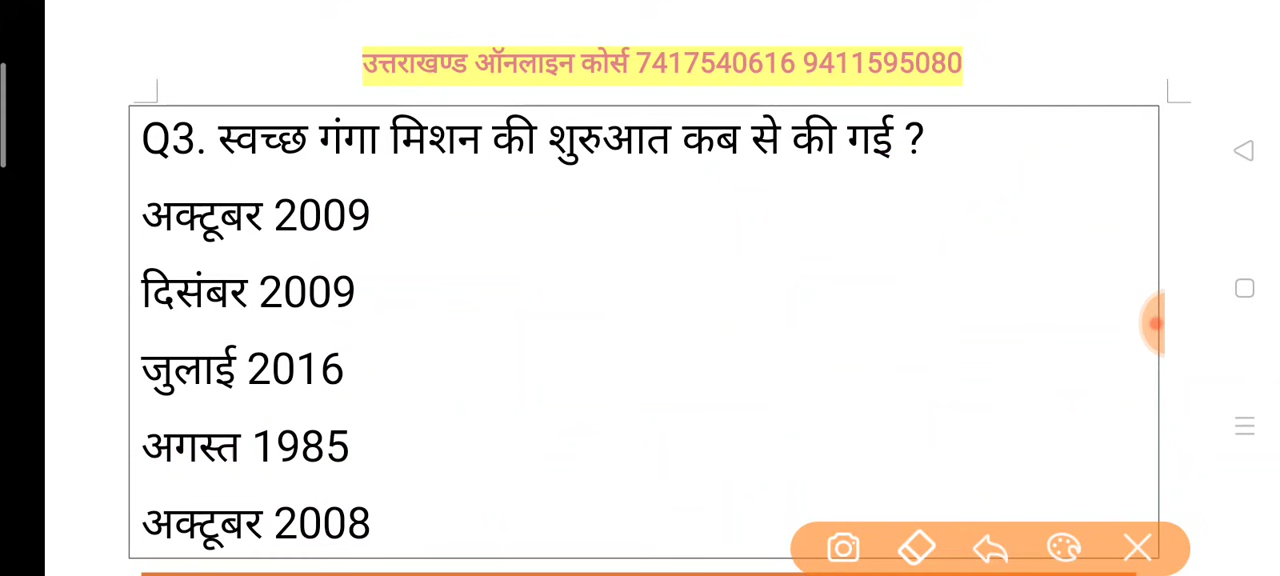 उत्तराखण्ड ऑनलाइन कोर्स 7417540616 9411595080
Q3. स्वच्छ गंगा मिशन की शुरुआत कब से की गई ?
अक्टूबर 2009
दिसंबर 2009
जुलाई 2016
अगस्त 1985
अक्टूबर 2008